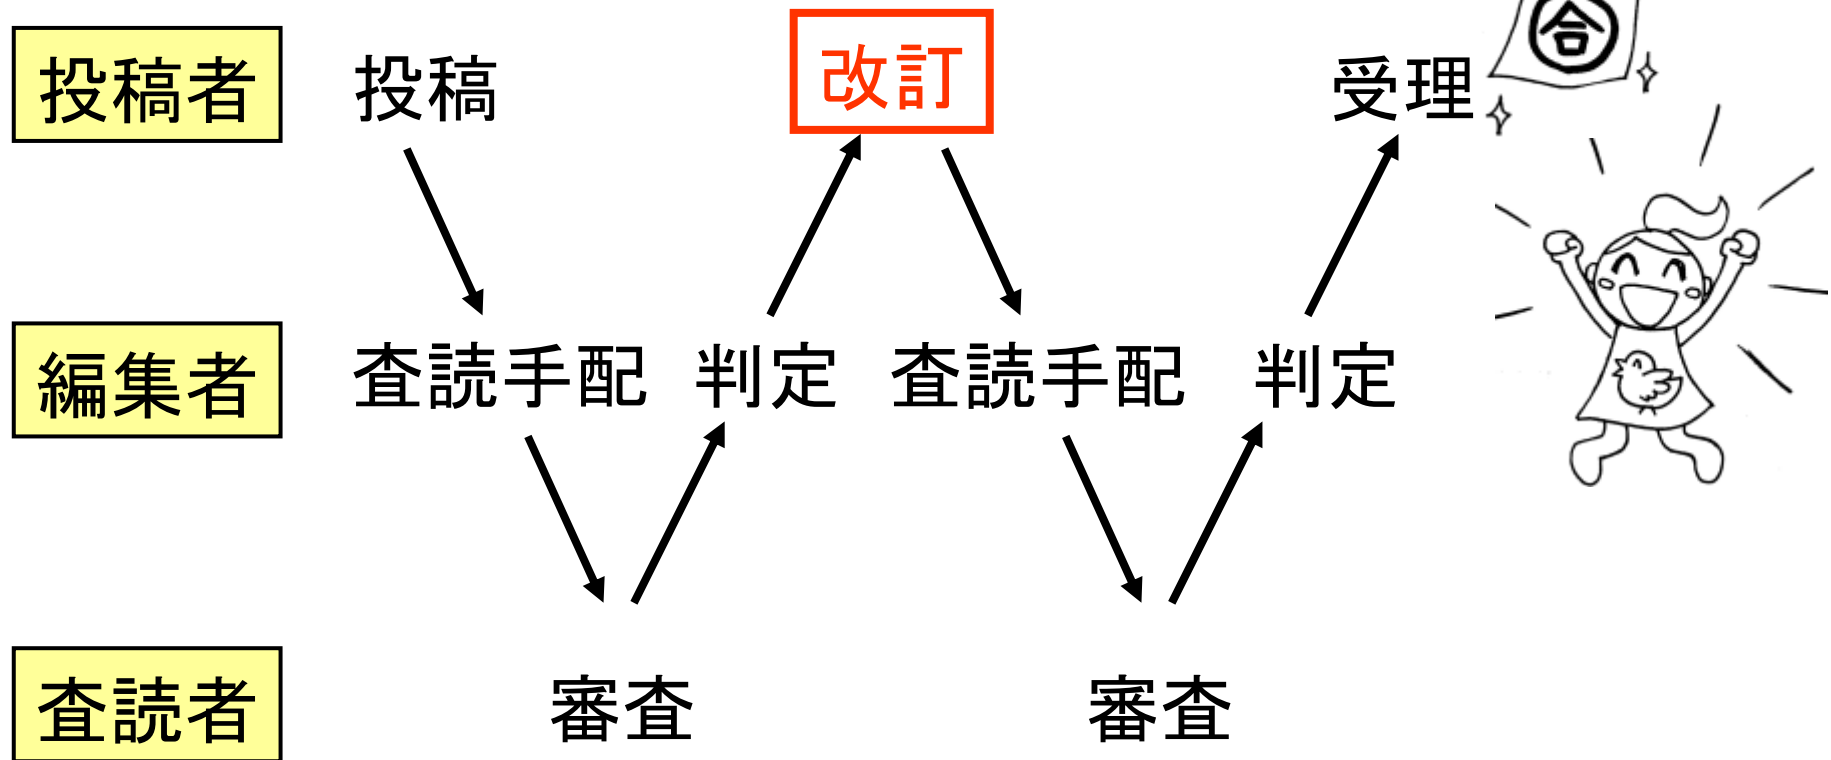 合
投稿者 投稿 改訂 受理
編集者 査読手配 判定 査読手配 判定
査読者 審査 審査